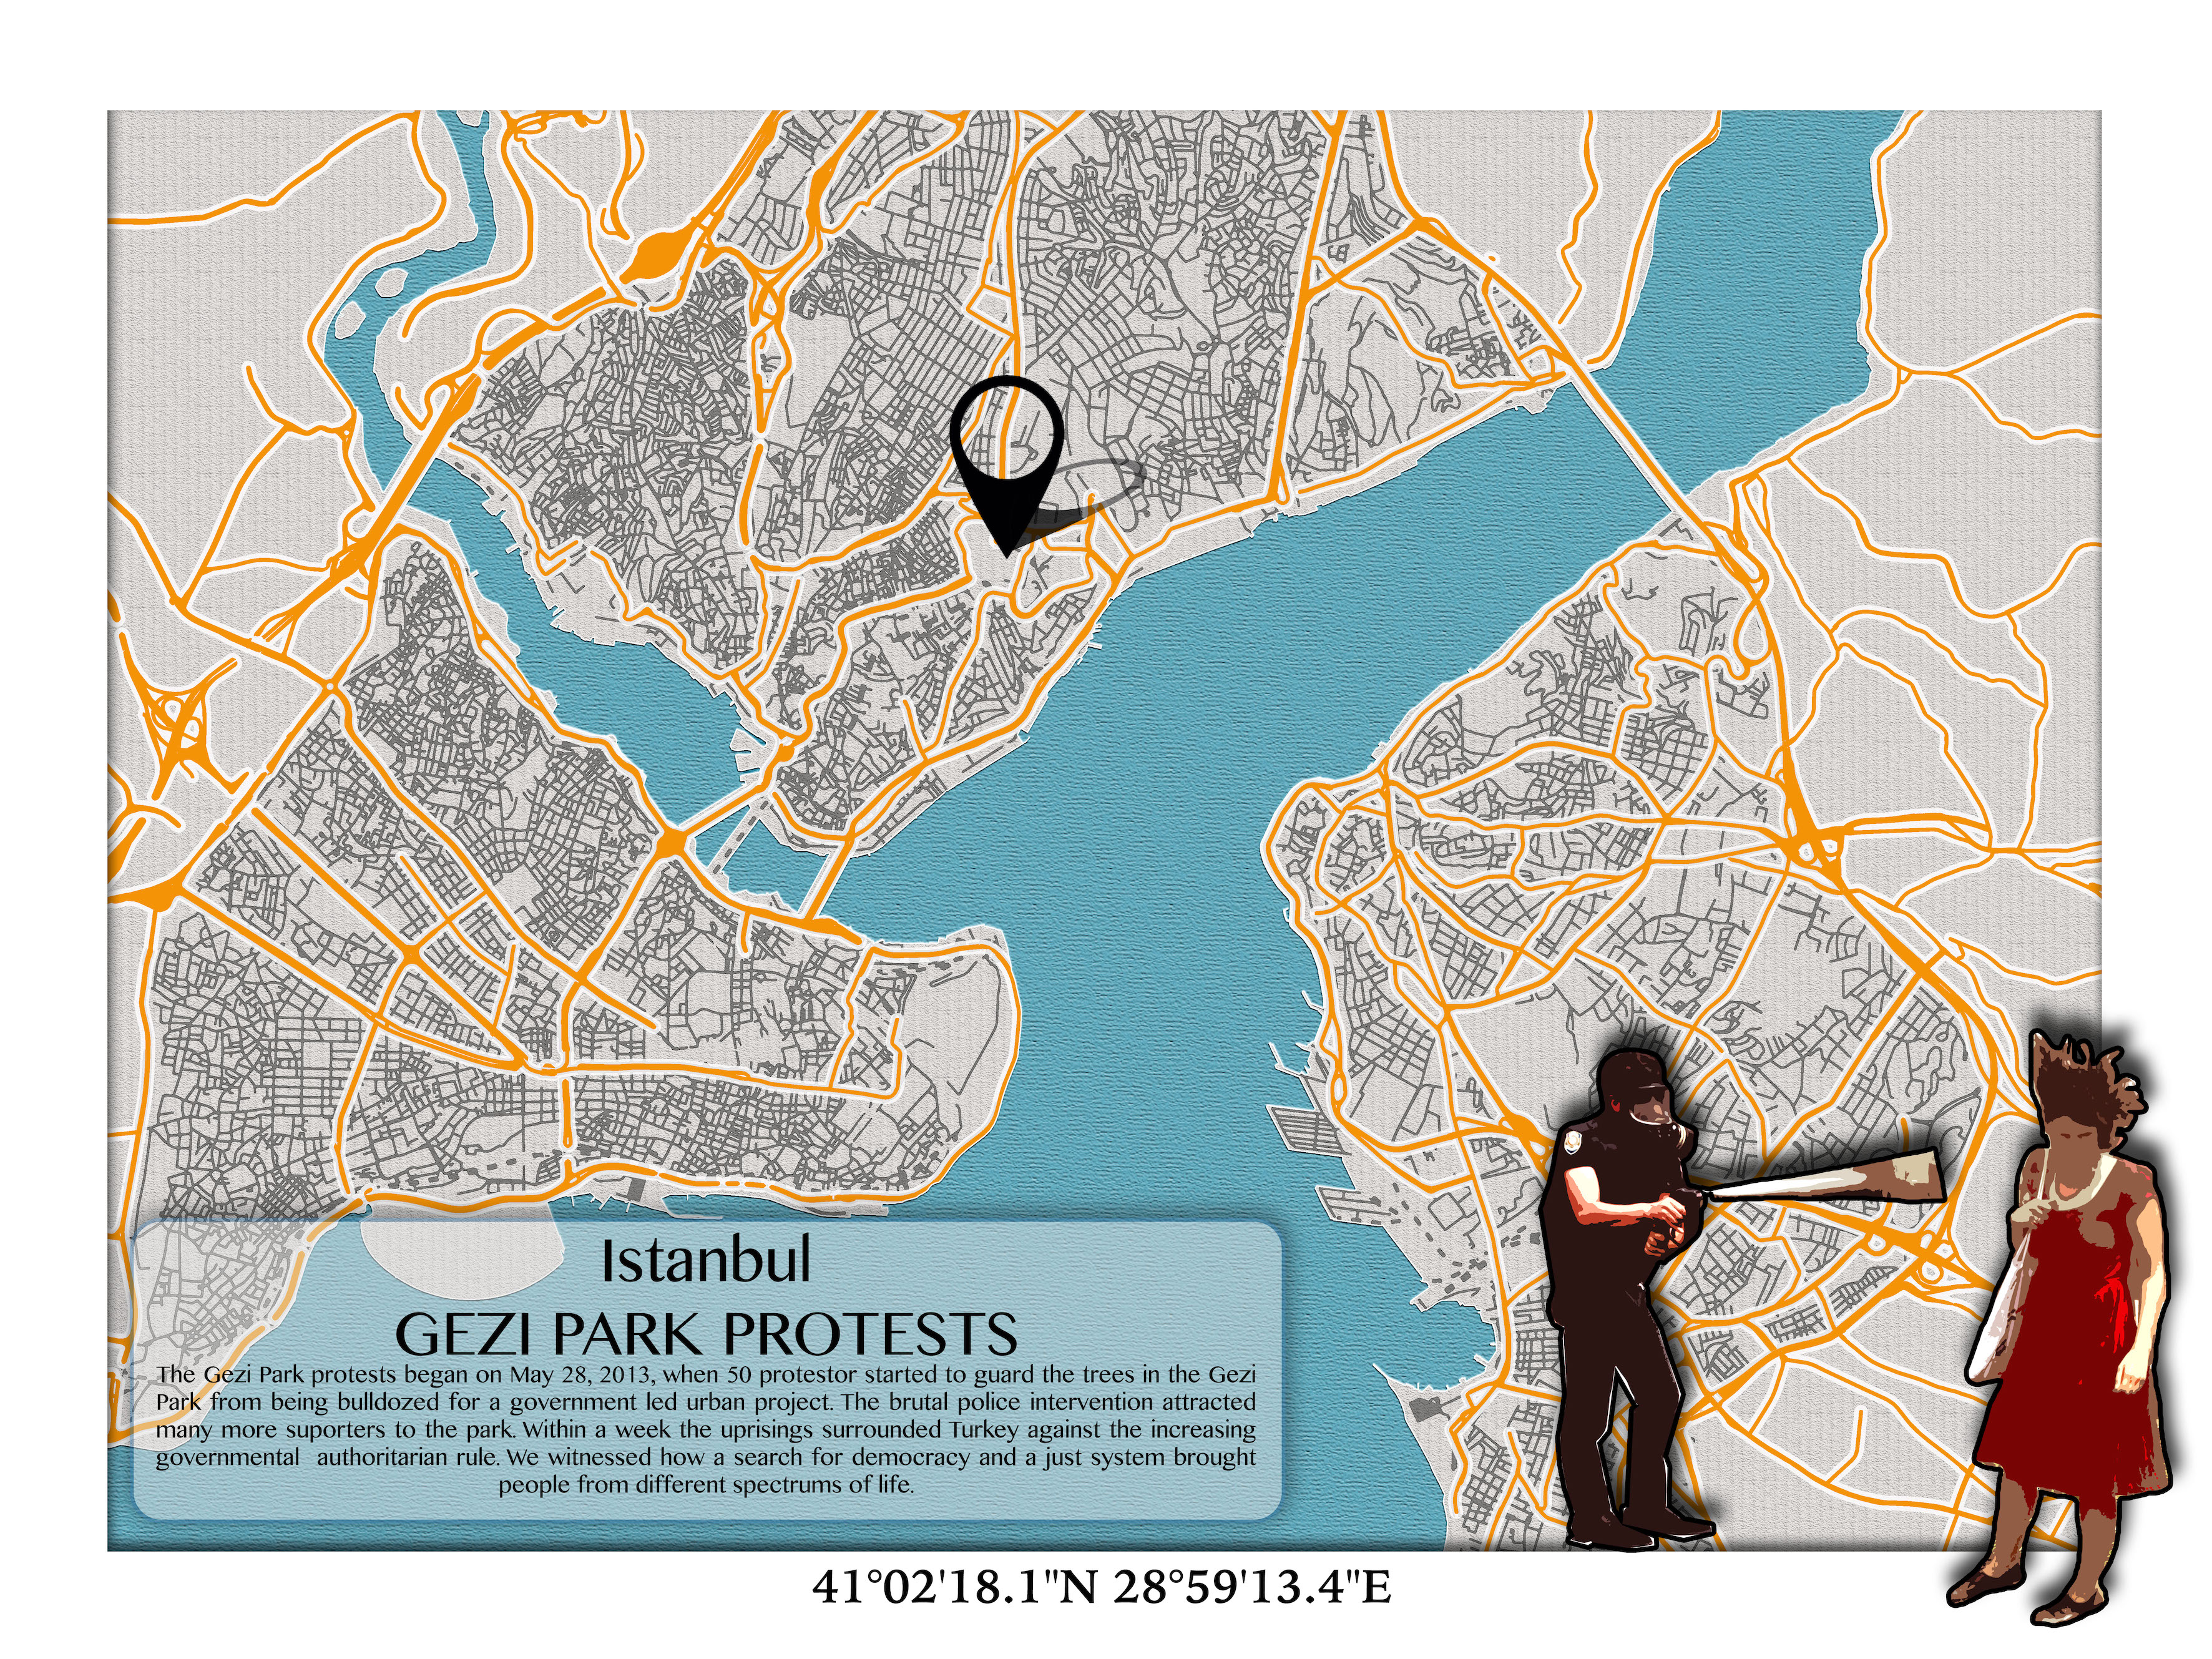 Istanbul
GEZI PARK PROTESTS
The Gezi Park protests began on May 28, 2013, when 50 protestor started to guard the trees in the Gezi
Park from being bulldozed for a government led urban project. The brutal police intervention attracted
many more suporters to the park. Within a week the uprisings surrounded Turkey against the increasing
governmental authoritarian rule. We witnessed how a search for democracy and a just system brought
people from different spectrums of life.
41°02'18.1"N 28°59'13.4"E